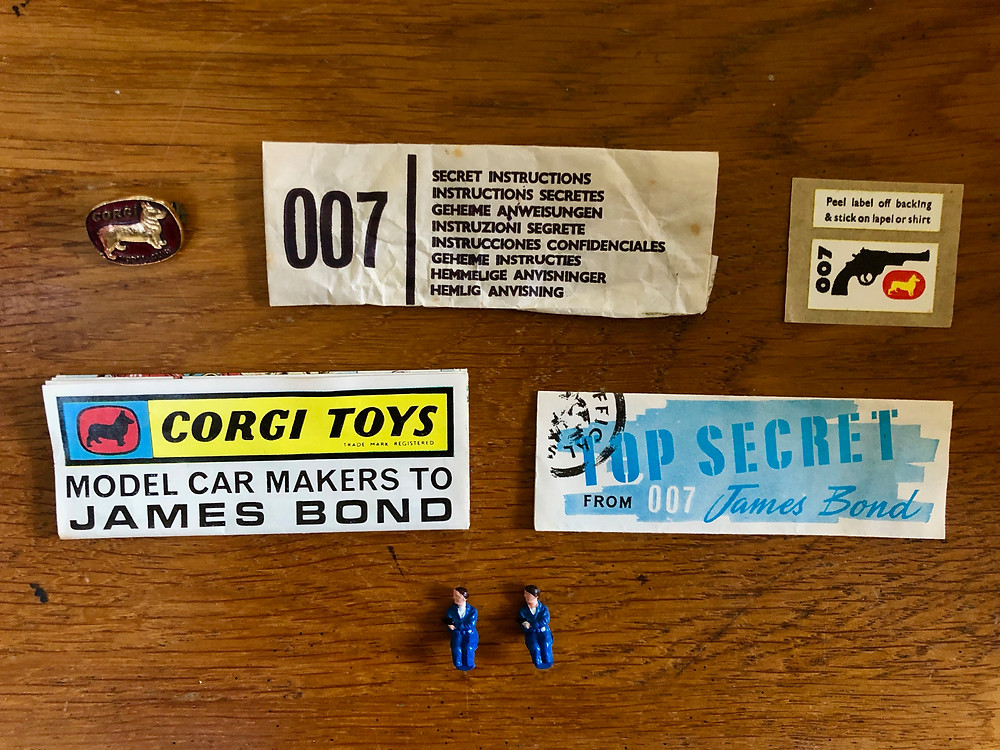 CORGI
007
SECRET INSTRUCTIONS
INSTRUCTIONS SECRETES
GEHEIME ANWEISUNGEN
INSTRUZIONI SEGRETE
INSTRUCCIONES CONFIDENCIALES
GEHEIME INSTRUCTIES
HEMMELIGE ANVISNINGER
HEMLIG ANVISNING
Peel label off backing
& stick on lapel or shirt
007
CORGI TOYS
TRADE MARK REGISTERED
MODEL CAR MAKERS TO
JAMES BOND
TOP SECRET
FROM 007 James Bond